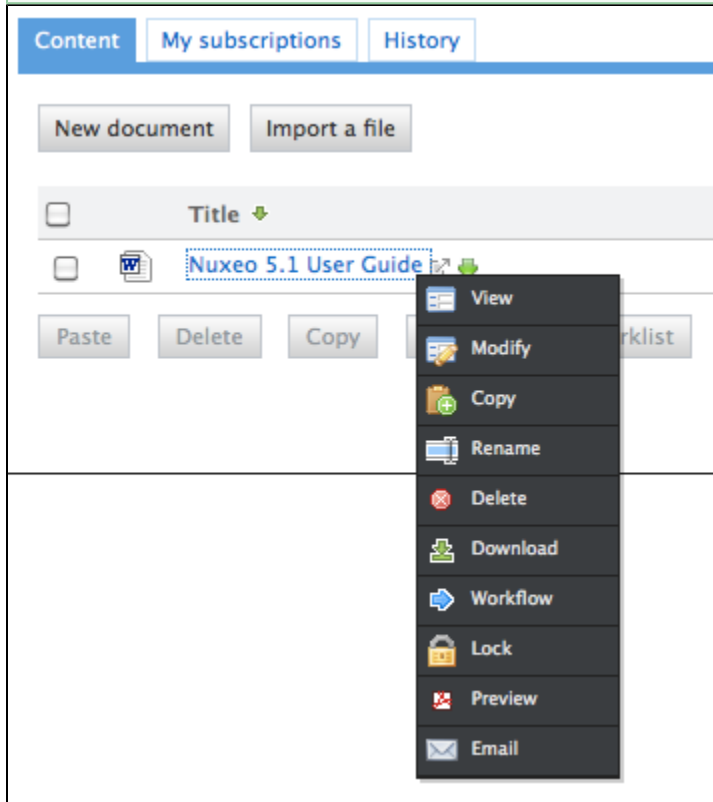 Content My subscriptions History
New document Import a file
Title
Nuxeo 5.1 User Guide
View
Paste Delete Copy rklist
Modify
Copy
Rename
Delete
Download
Workflow
Lock
Preview
Email